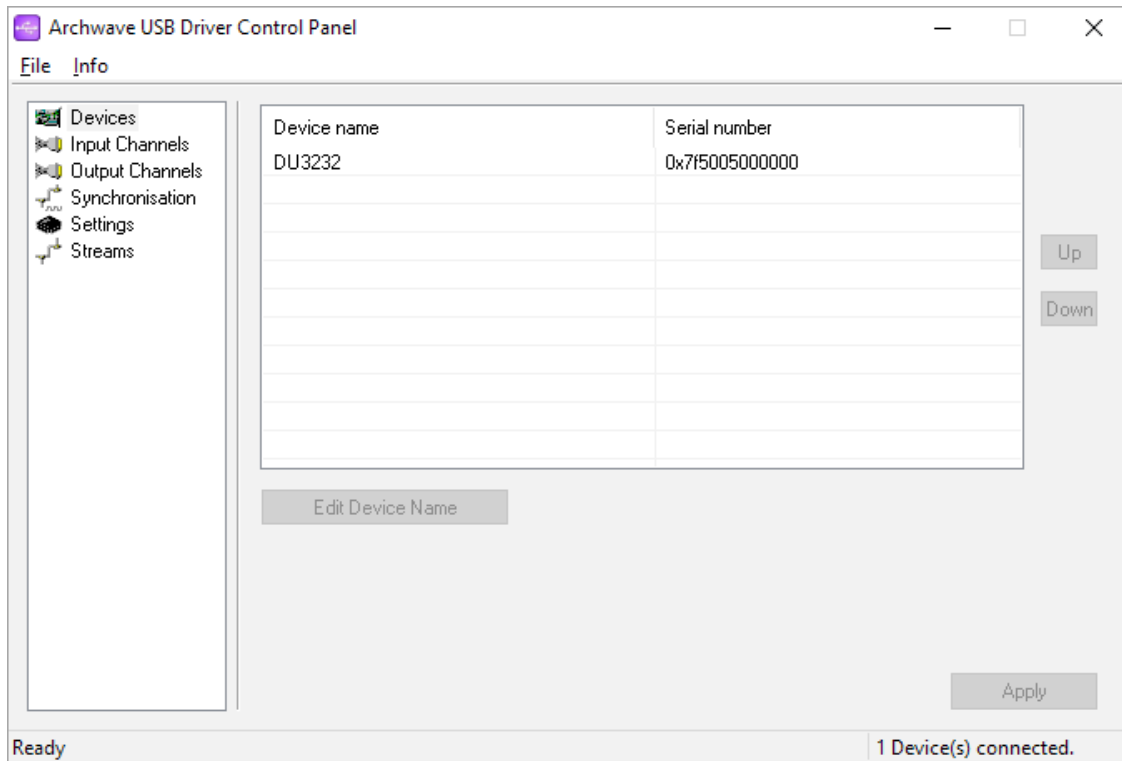 Archwave USB Driver Control Panel
File Info
Devices
Input Channels
Output Channels
Synchronisation
Settings
Streams
Device name Serial number
DU3232 0x7f5005000000
Up
Down
Edit Device Name
Apply
Ready 1 Device(s) connected.